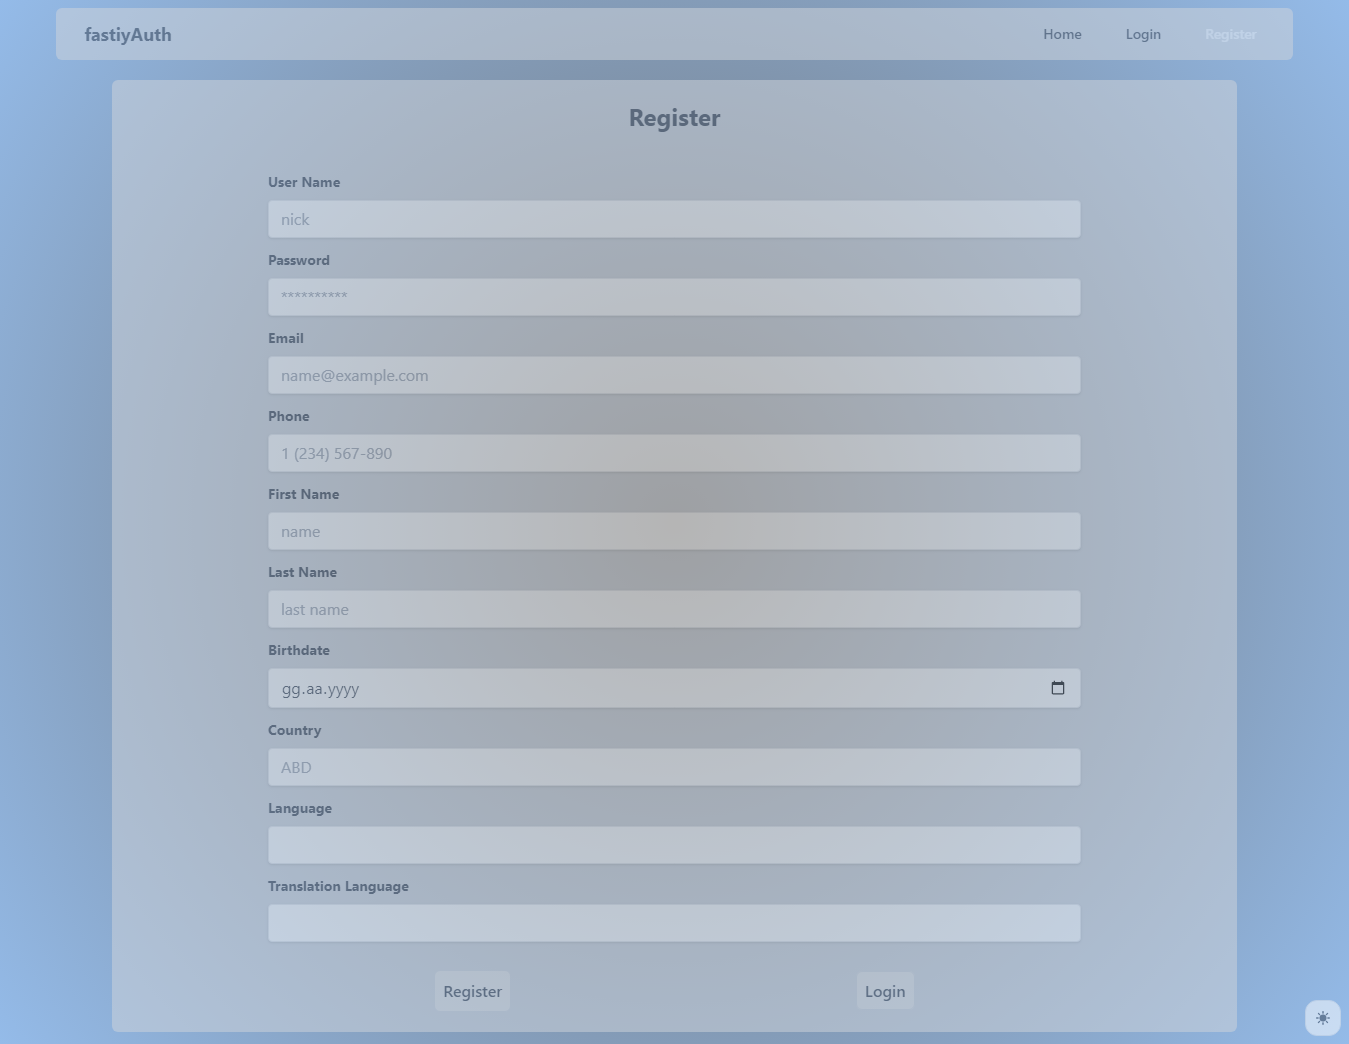 fastiyAuth
Home
Login
Register
Register
User Name
nick
Password
**********
Email
name@example.com
Phone
1 (234) 567-890
First Name
name
Last Name
last name
Birthdate
gg.aa.yyyy
Country
ABD
Language
Translation Language
Register
Login